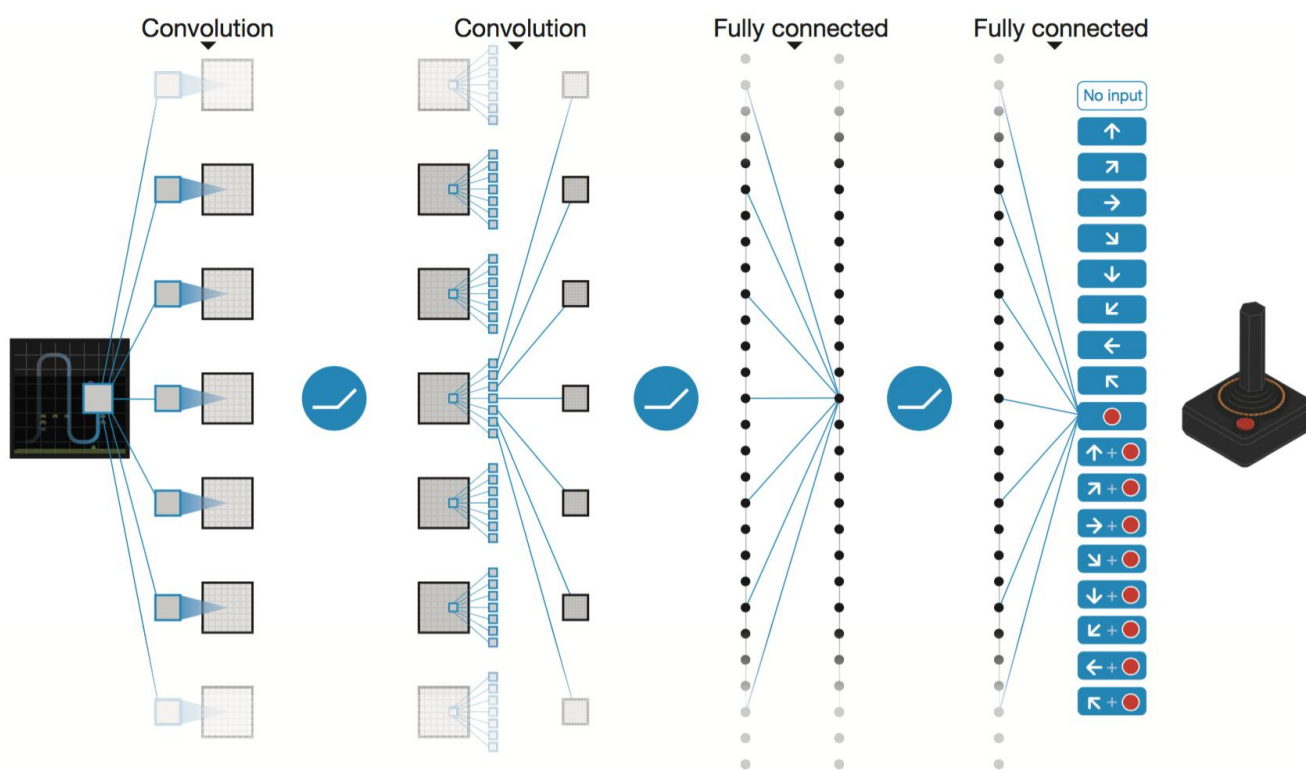 Convolution
Convolution
Fully connected
Fully connected
No input
+
+
+
+
+
+
+
+